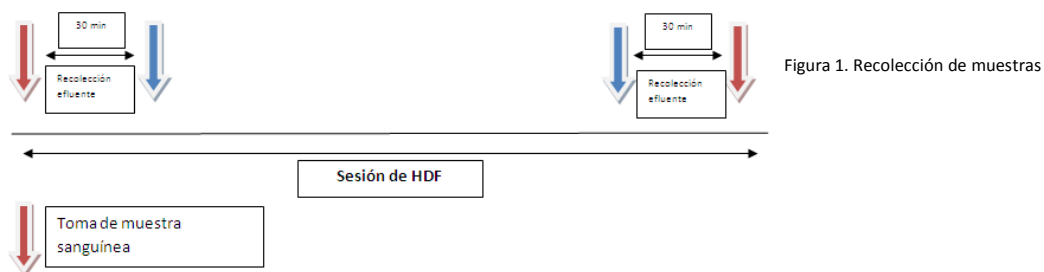 30 min
Recolección
efluente
30 min
Recolección
efluente
Figura 1. Recolección de muestras
Sesión de HDF
Toma de muestra
sanguínea